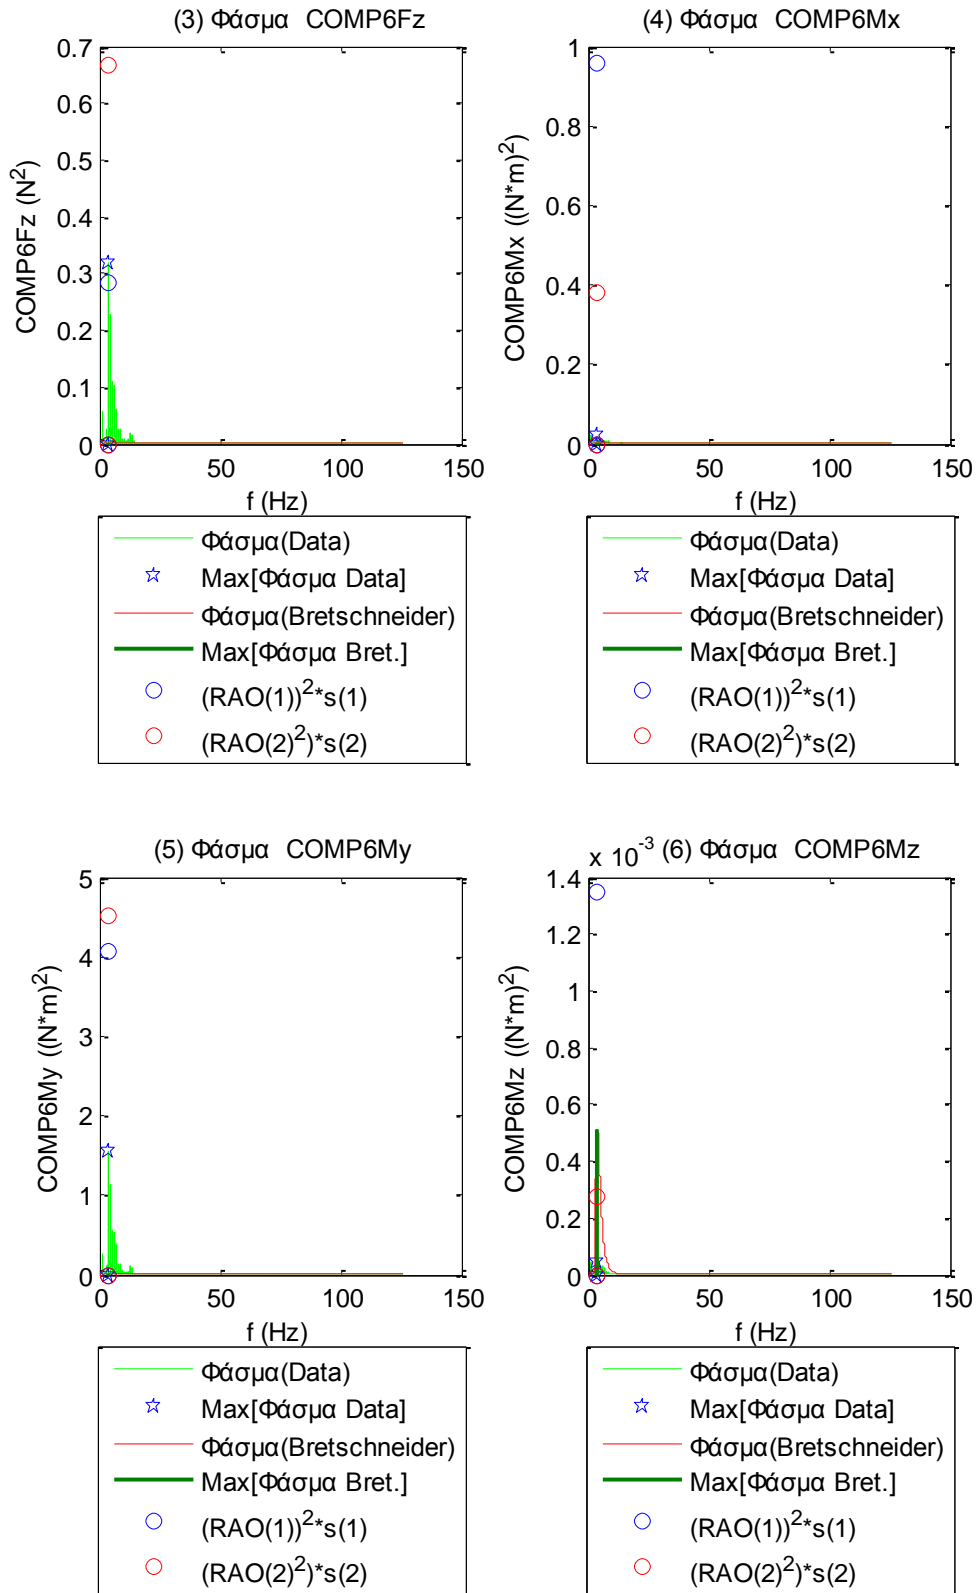 (3) Φάσμα COMP6Fz
0.7
0.6
0.5
0.4
0.3
0.2
0.1
0
COMP6Fz (N^2)
0 50 100 150
f (Hz)
Φάσμα(Data)
Max[Φάσμα Data]
Φάσμα(Bretschneider)
Max[Φάσμα Bret.]
(RAO(1))^2*s(1)
(RAO(2)^2)*s(2)
(4) Φάσμα COMP6Mx
1
0.8
0.6
0.4
0.2
0
COMP6Mx ((N*m)^2)
0 50 100 150
f (Hz)
Φάσμα(Data)
Max[Φάσμα Data]
Φάσμα(Bretschneider)
Max[Φάσμα Bret.]
(RAO(1))^2*s(1)
(RAO(2)^2)*s(2)
(5) Φάσμα COMP6My
5
4
3
2
1
0
COMP6My ((N*m)^2)
0 50 100 150
f (Hz)
Φάσμα(Data)
Max[Φάσμα Data]
Φάσμα(Bretschneider)
Max[Φάσμα Bret.]
(RAO(1))^2*s(1)
(RAO(2)^2)*s(2)
x 10^-3 (6) Φάσμα COMP6Mz
1.4
1.2
1
0.8
0.6
0.4
0.2
0
COMP6Mz ((N*m)^2)
0 50 100 150
f (Hz)
Φάσμα(Data)
Max[Φάσμα Data]
Φάσμα(Bretschneider)
Max[Φάσμα Bret.]
(RAO(1))^2*s(1)
(RAO(2)^2)*s(2)